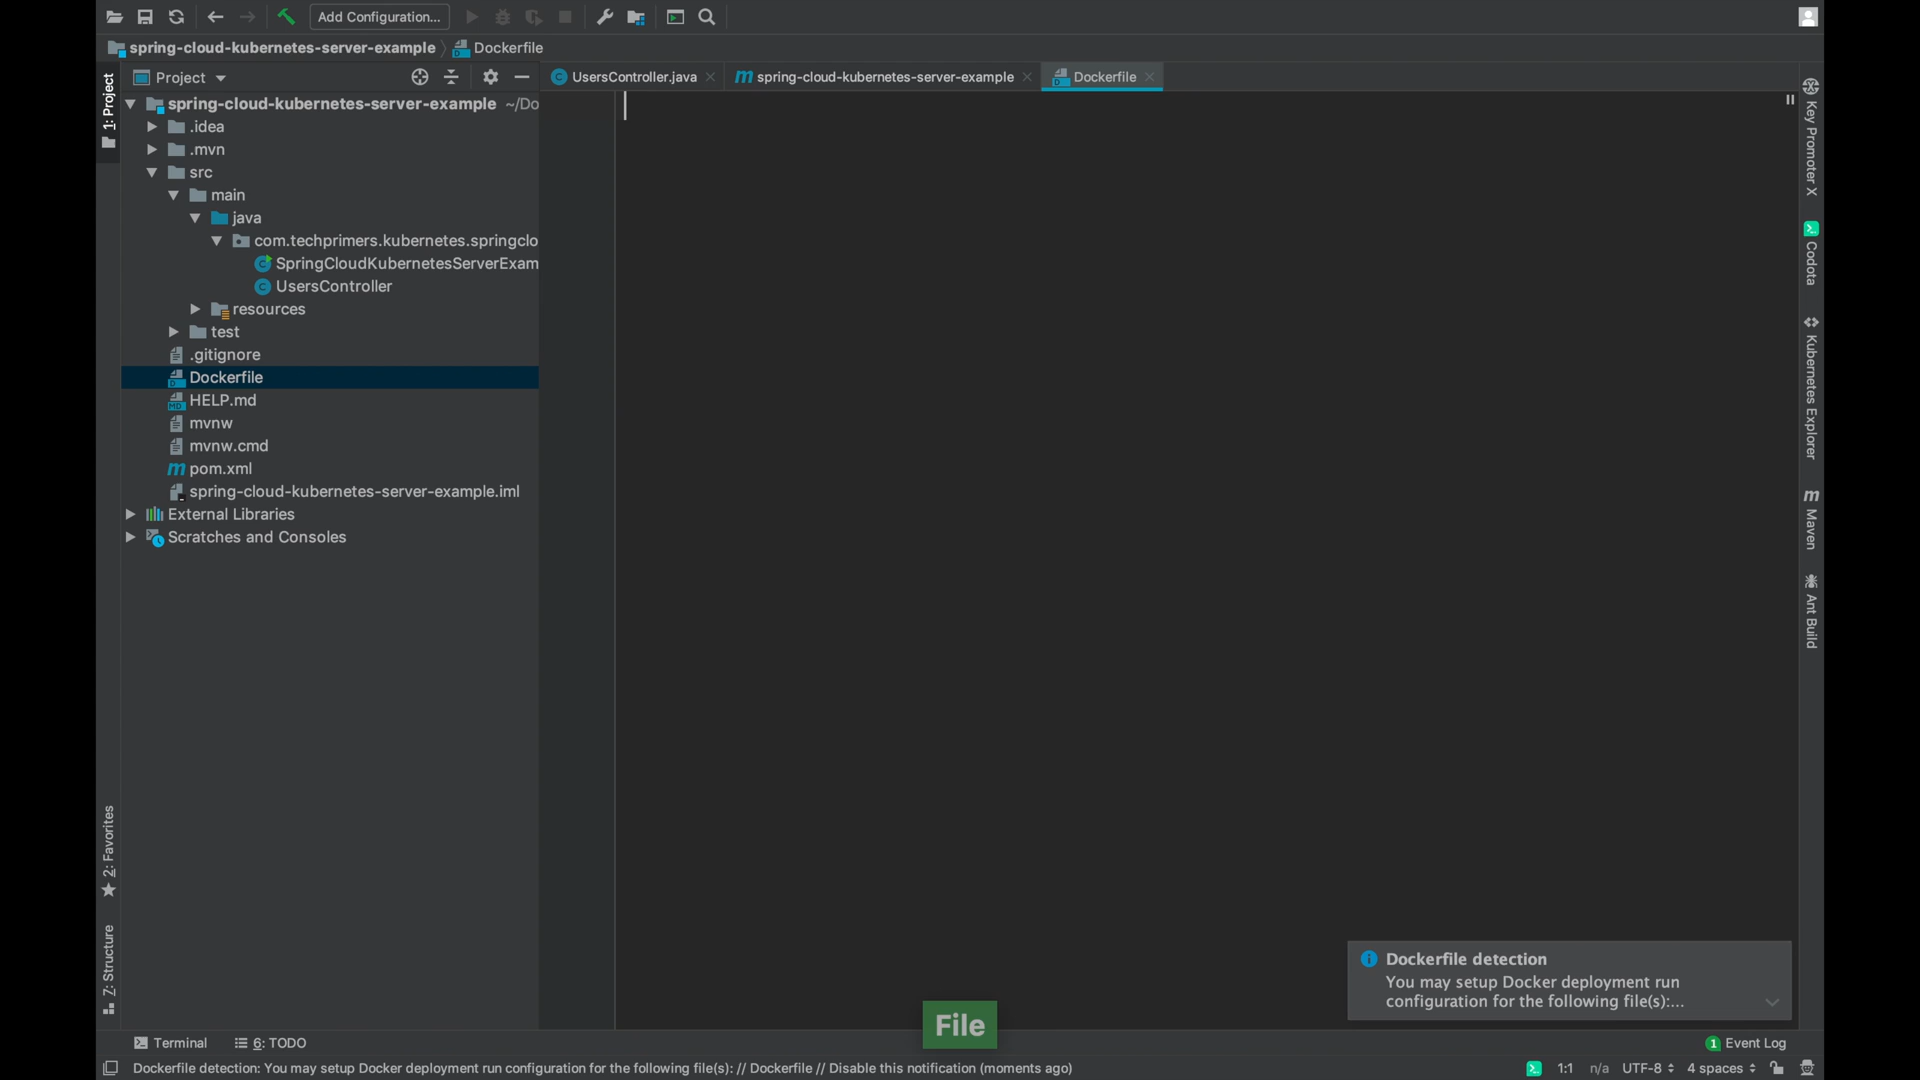 Add Configuration...
spring-cloud-kubernetes-server-example
Dockerfile
1: Project
Project
UsersController.java
spring-cloud-kubernetes-server-example
Dockerfile
spring-cloud-kubernetes-server-example ~/Do
.idea
.mvn
src
main
java
com.techprimers.kubernetes.springclo
SpringCloudKubernetesServerExam
UsersController
resources
test
.gitignore
Dockerfile
HELP.md
mvnw
mvnw.cmd
pom.xml
spring-cloud-kubernetes-server-example.iml
External Libraries
Scratches and Consoles
Key Promoter X
Codota
Kubernetes Explorer
Maven
Ant Build
2: Favorites
Z: Structure
Dockerfile detection
You may setup Docker deployment run
configuration for the following file(s):...
File
Terminal
6: TODO
1 Event Log
Dockerfile detection: You may setup Docker deployment run configuration for the following file(s): // Dockerfile // Disable this notification (moments ago)
1:1 n/a UTF-8 4 spaces